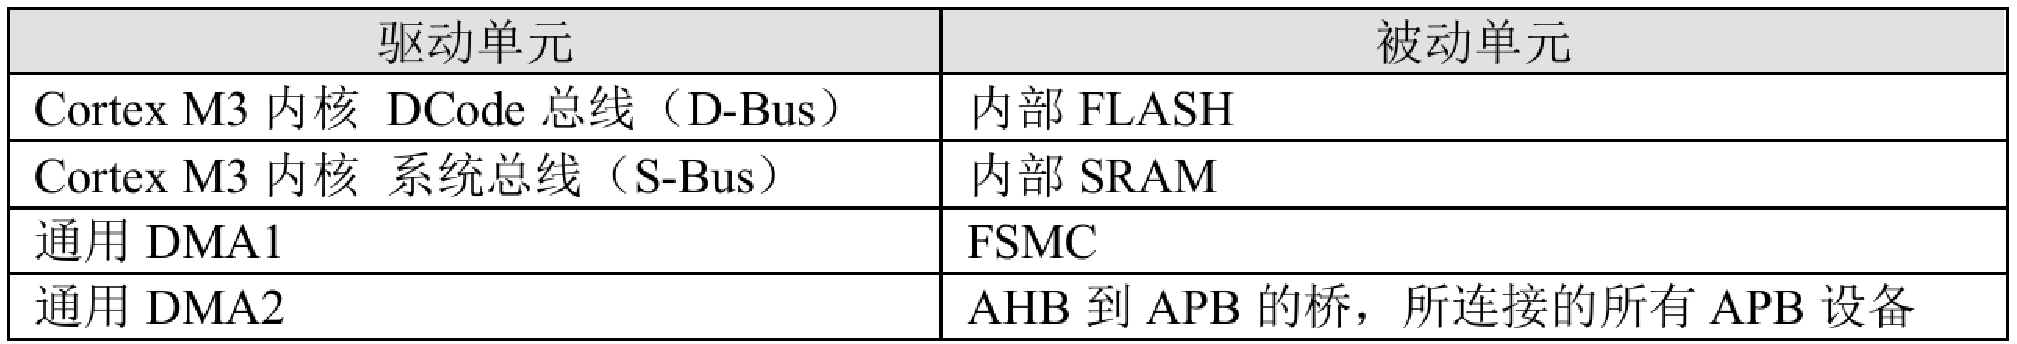 驱动单元 被动单元
Cortex M3 内核 DCode 总线（D-Bus） 内部 FLASH
Cortex M3 内核 系统总线（S-Bus） 内部 SRAM
通用 DMA1 FSMC
通用 DMA2 AHB 到 APB 的桥，所连接的所有 APB 设备